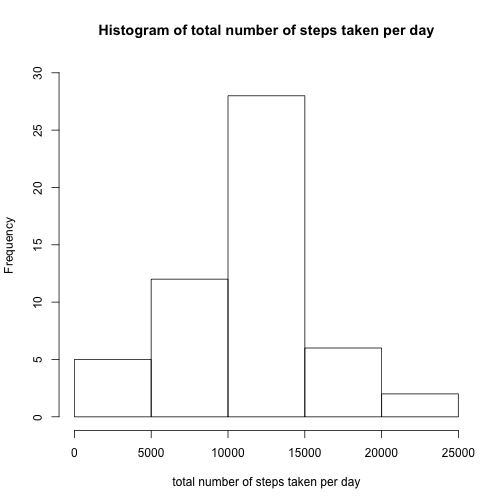 Histogram of total number of steps taken per day
Frequency
30
25
20
15
10
5
0
0 5000 10000 15000 20000 25000
total number of steps taken per day